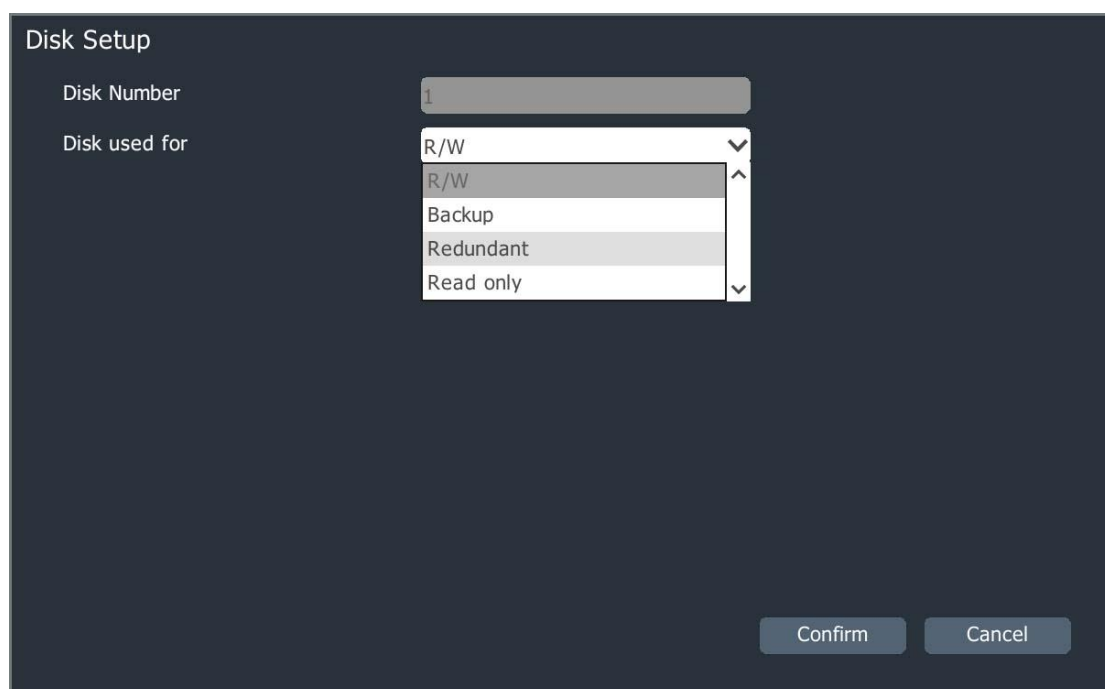 Disk Setup
Disk Number 1
Disk used for R/W
R/W
Backup
Redundant
Read only
Confirm Cancel